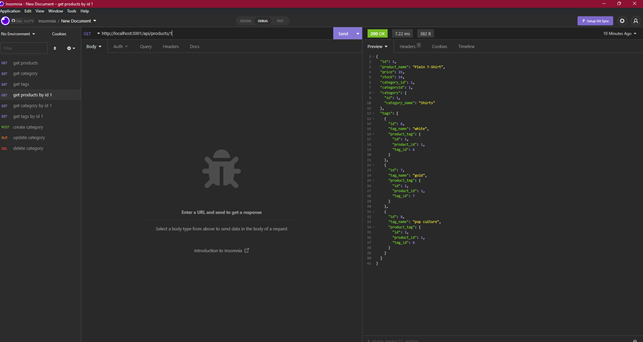 Insomnia - New Document – get products by id 1
Application Edit View Window Tools Help
Insomnia / New Document
DESIGN DEBUG TEST
Setup Git Sync
No Environment Cookies
GET http://localhost:3001/api/products/1 Send
200 OK 7.22 ms 382 B 15 Minutes Ago
Body Auth Query Headers Docs
Preview Headers Cookies Timeline
Filter
GET get products
GET get category
GET get tags
GET get products by id 1
GET get category by id 1
GET get tags by id 1
POST create category
PUT update category
DEL delete category
Enter a URL and send to get a response
Select a body type from above to send data in the body of a request
Introduction to Insomnia
{
"id": 1,
"product_name": "Plain T-Shirt",
"price": 15,
"stock": 14,
"category_id": 1,
"categoryId": 1,
"category": {
"id": 1,
"category_name": "Shirts"
},
"tags": [
{
"id": 6,
"tag_name": "white",
"product_tag": {
"id": 1,
"product_id": 1,
"tag_id": 6
}
},
{
"id": 7,
"tag_name": "gold",
"product_tag": {
"id": 2,
"product_id": 1,
"tag_id": 7
}
},
{
"id": 8,
"tag_name": "pop culture",
"product_tag": {
"id": 3,
"product_id": 1,
"tag_id": 8
}
}
]
}